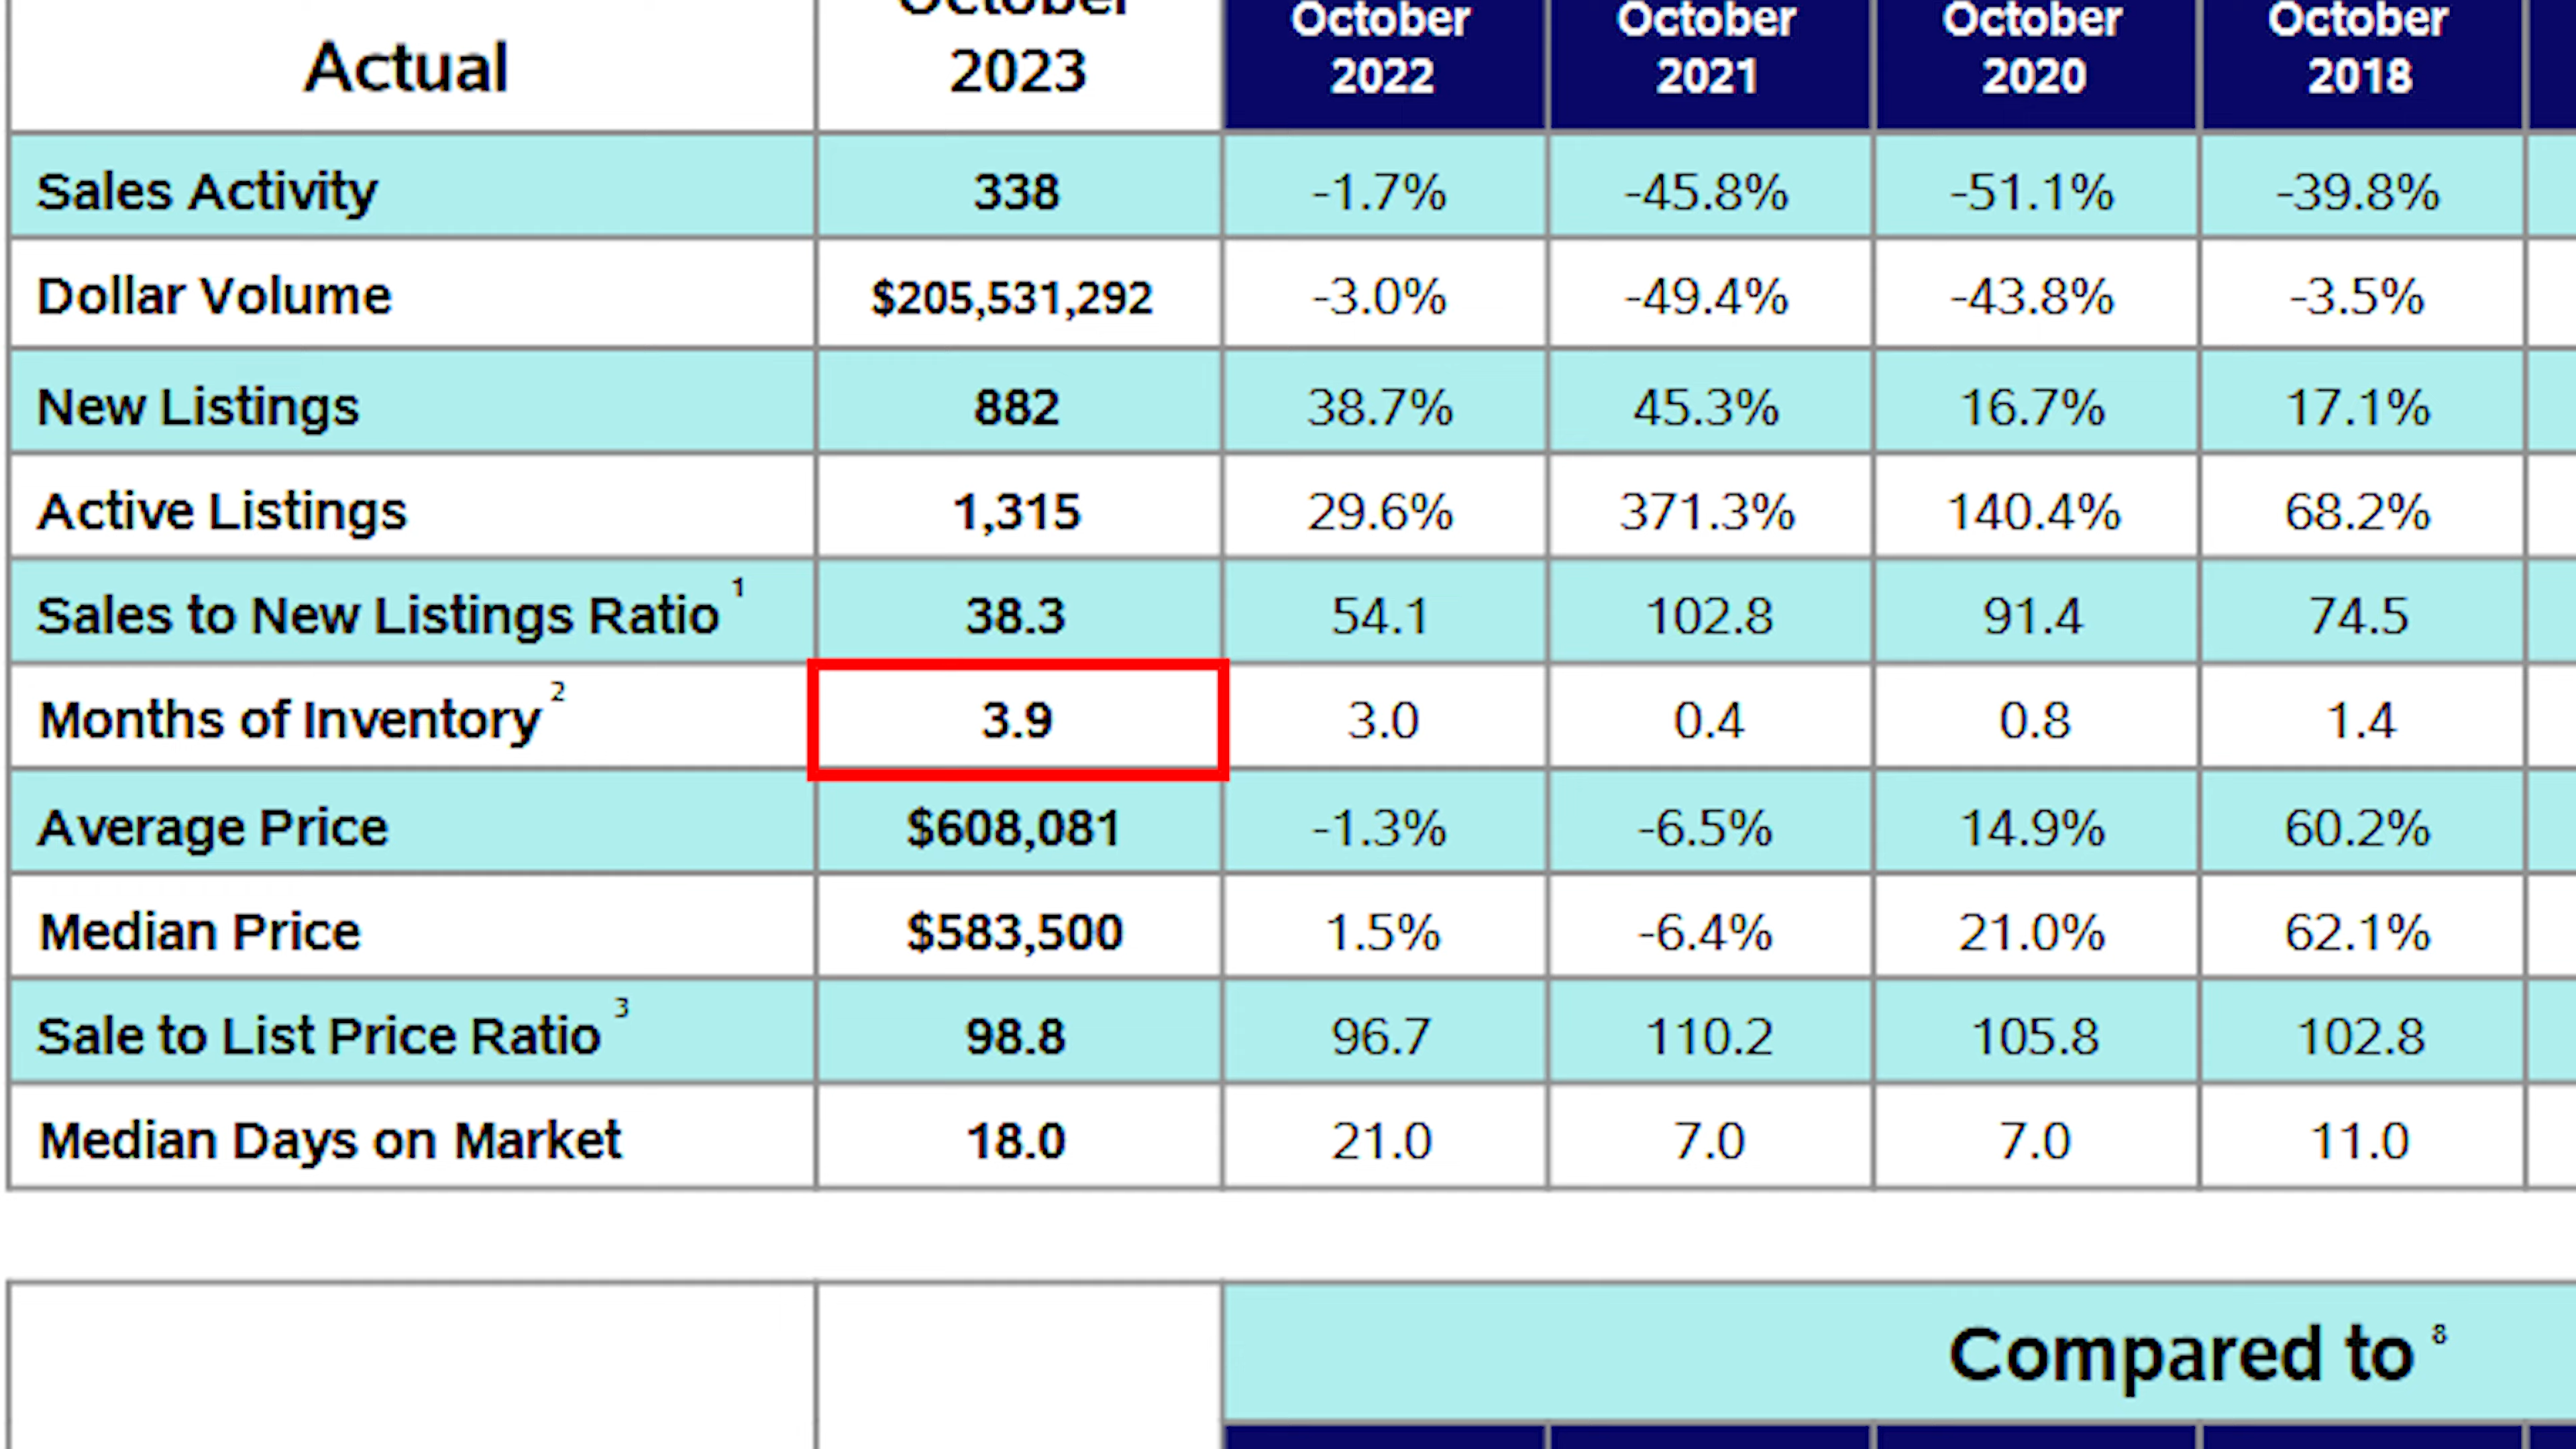 October October October October October
Actual 2023 2022 2021 2020 2018
Sales Activity 338 -1.7% -45.8% -51.1% -39.8%
Dollar Volume $205,531,292 -3.0% -49.4% -43.8% -3.5%
New Listings 882 38.7% 45.3% 16.7% 17.1%
Active Listings 1,315 29.6% 371.3% 140.4% 68.2%
Sales to New Listings Ratio 1 38.3 54.1 102.8 91.4 74.5
Months of Inventory 2 3.9 3.0 0.4 0.8 1.4
Average Price $608,081 -1.3% -6.5% 14.9% 60.2%
Median Price $583,500 1.5% -6.4% 21.0% 62.1%
Sale to List Price Ratio 3 98.8 96.7 110.2 105.8 102.8
Median Days on Market 18.0 21.0 7.0 7.0 11.0
Compared to 8